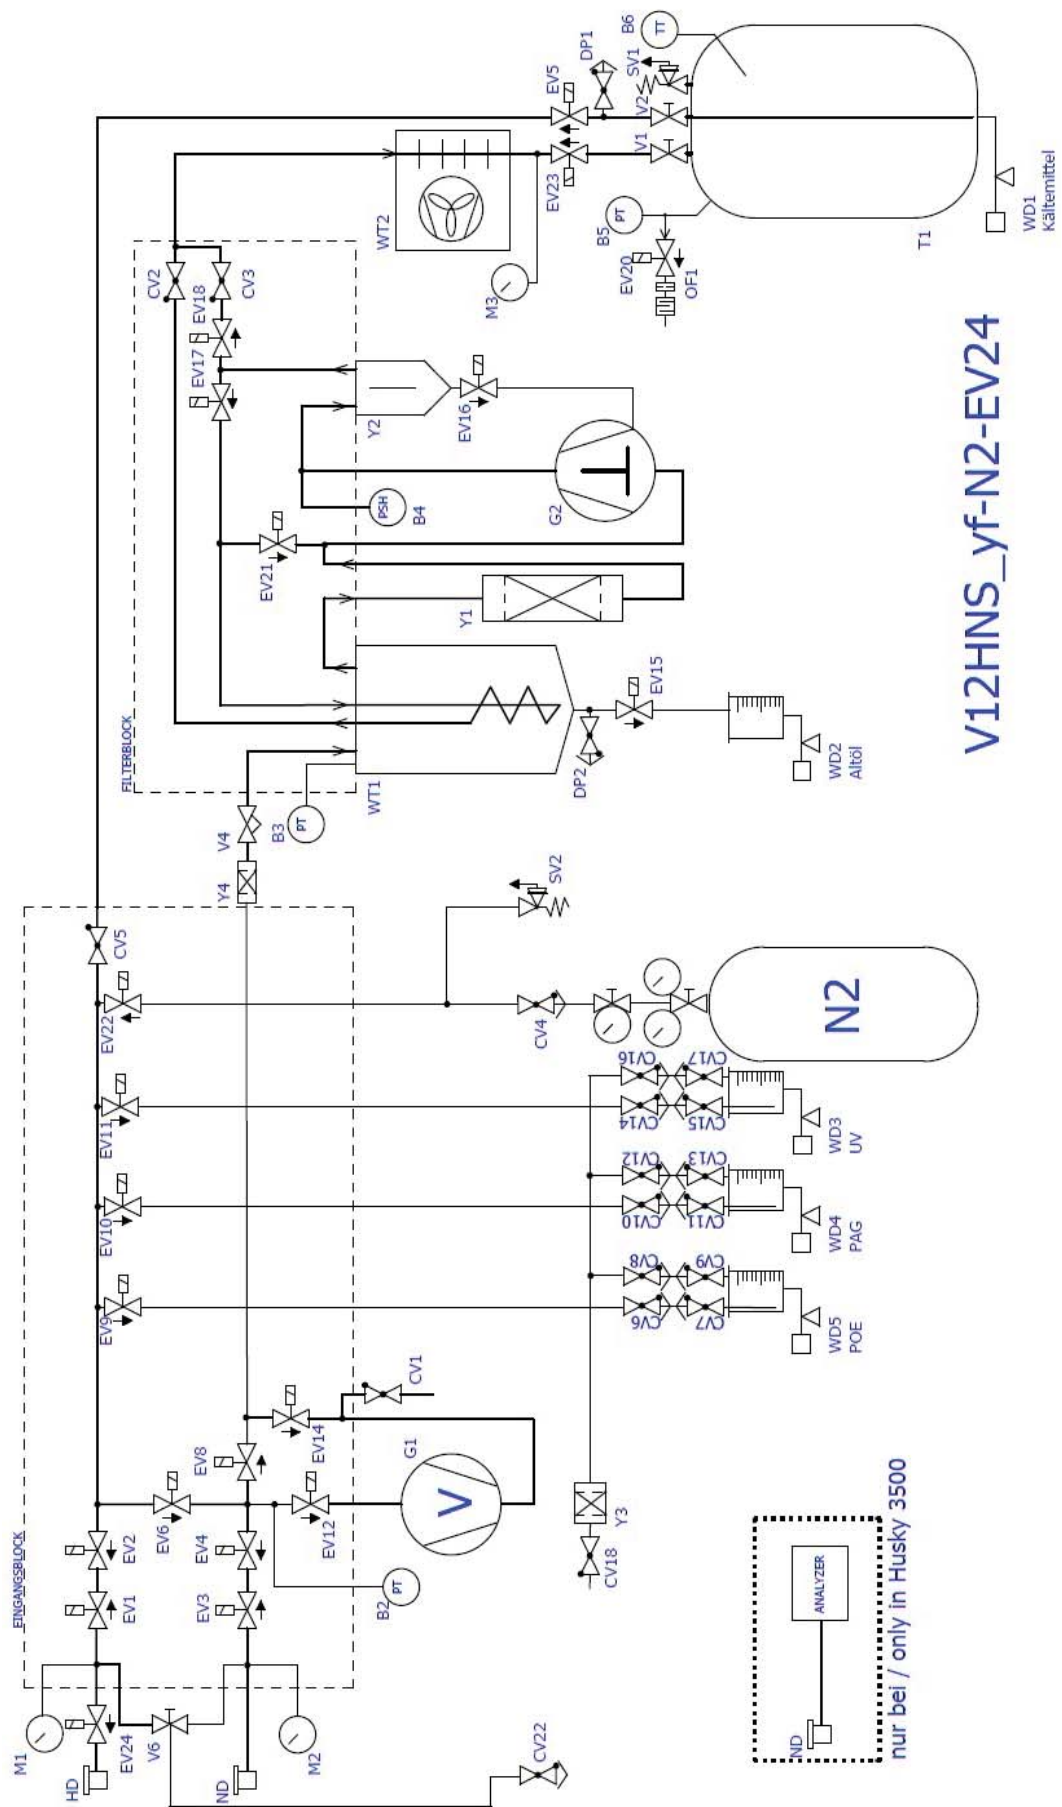 EINGANGSBLOCK
FILTERBLOCK
M1
HD
EV24
V6
ND
M2
CV22
EV1
EV2
EV3
EV4
EV6
EV8
EV12
EV14
B2
PT
G1
V
CV1
EV9
EV10
EV11
EV22
CV5
Y4
V4
B3
PT
SV2
CV4
N2
CV18
Y3
CV6
CV8
CV7
CV9
CV10
CV12
CV11
CV13
CV14
CV16
CV15
CV17
WD5
POE
WD4
PAG
WD3
UV
WT1
DP2
EV15
WD2
Altöl
Y1
EV21
PSH
B4
G2
Y2
EV16
EV17
EV18
CV2
CV3
WT2
M3
EV23
EV5
DP1
V1
V2
SV1
B6
TT
B5
PT
EV20
OF1
T1
WD1
Kältemittel
ND
ANALYZER
nur bei / only in Husky 3500
V12HNS_yf-N2-EV24